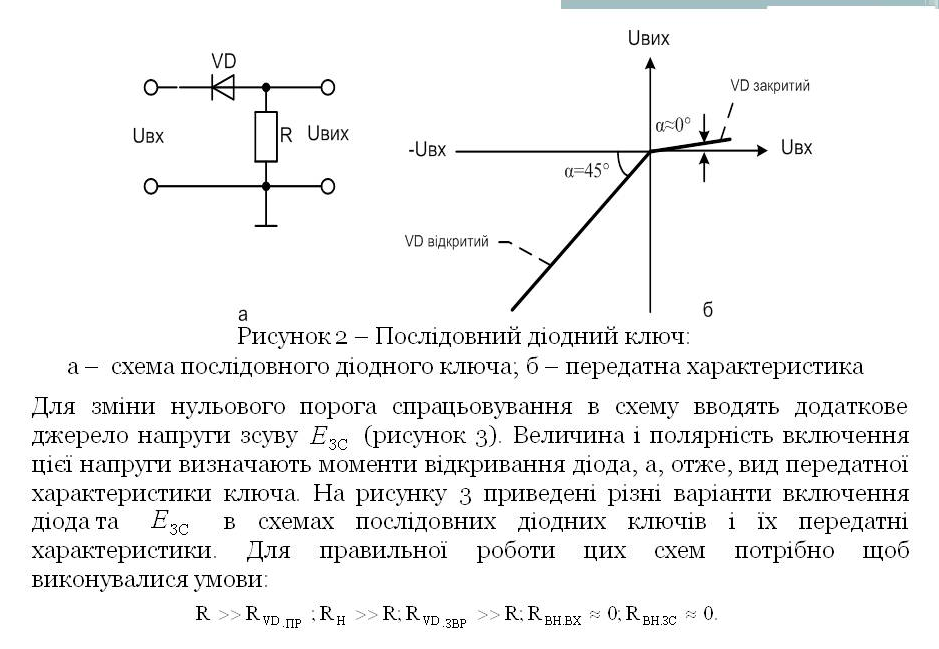 VD
Uвх
R
Uвих
а
Uвих
VD закритий
α≈0°
-Uвх
Uвх
α=45°
VD відкритий
б
Рисунок 2 – Послідовний діодний ключ:
а – схема послідовного діодного ключа; б – передатна характеристика
Для зміни нульового порога спрацьовування в схему вводять додаткове
джерело напруги зсуву EЗС (рисунок 3). Величина і полярність включення
цієї напруги визначають моменти відкривання діода, а, отже, вид передатної
характеристики ключа. На рисунку 3 приведені різні варіанти включення
діода та EЗС в схемах послідовних діодних ключів і їх передатні
характеристики. Для правильної роботи цих схем потрібно щоб
виконувалися умови:
R >> RVD.ПР ; RН >> R; RVD.ЗВР >> R; RВН.ВХ ≈ 0; RВН.ЗС ≈ 0.